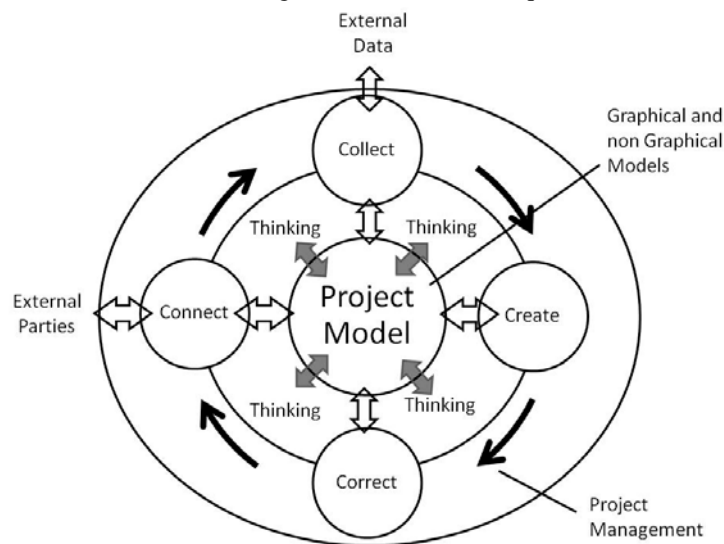 External
Data
Graphical and
non Graphical
Models
Collect
Thinking
Thinking
External
Parties
Connect
Project
Model
Create
Thinking
Thinking
Correct
Project
Management